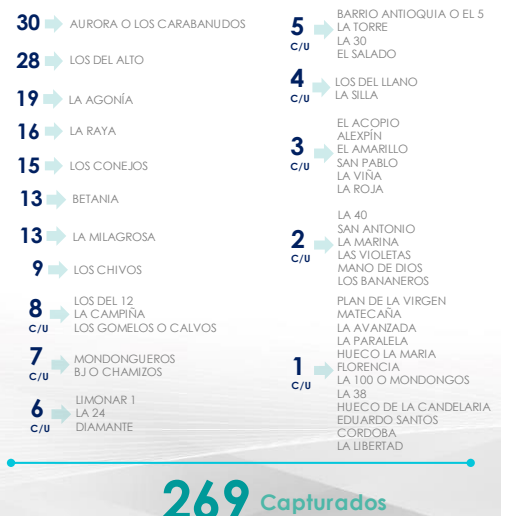 30 AURORA O LOS CARABANUDOS
28 LOS DEL ALTO
19 LA AGONÍA
16 LA RAYA
15 LOS CONEJOS
13 BETANIA
13 LA MILAGROSA
9 LOS CHIVOS
8 C/U
LOS DEL 12
LA CAMPIÑA
LOS GOMELOS O CALVOS
7 C/U
MONDONGUEROS
BJ O CHAMIZOS
6 C/U
LIMONAR 1
LA 24
DIAMANTE
5 C/U
BARRIO ANTIOQUIA O EL 5
LA TORRE
LA 30
EL SALADO
4 C/U
LOS DEL LLANO
LA SILLA
3 C/U
EL ACOPIO
ALEXPÍN
EL AMARILLO
SAN PABLO
LA VIÑA
LA ROJA
2 C/U
LA 40
SAN ANTONIO
LA MARINA
LAS VIOLETAS
MANO DE DIOS
LOS BANANEROS
1 C/U
PLAN DE LA VIRGEN
MATECAÑA
LA AVANZADA
LA PARALELA
HUECO LA MARIA
FLORENCIA
LA 100 O MONDONGOS
LA 38
HUECO DE LA CANDELARIA
EDUARDO SANTOS
CORDOBA
LA LIBERTAD
269 Capturados